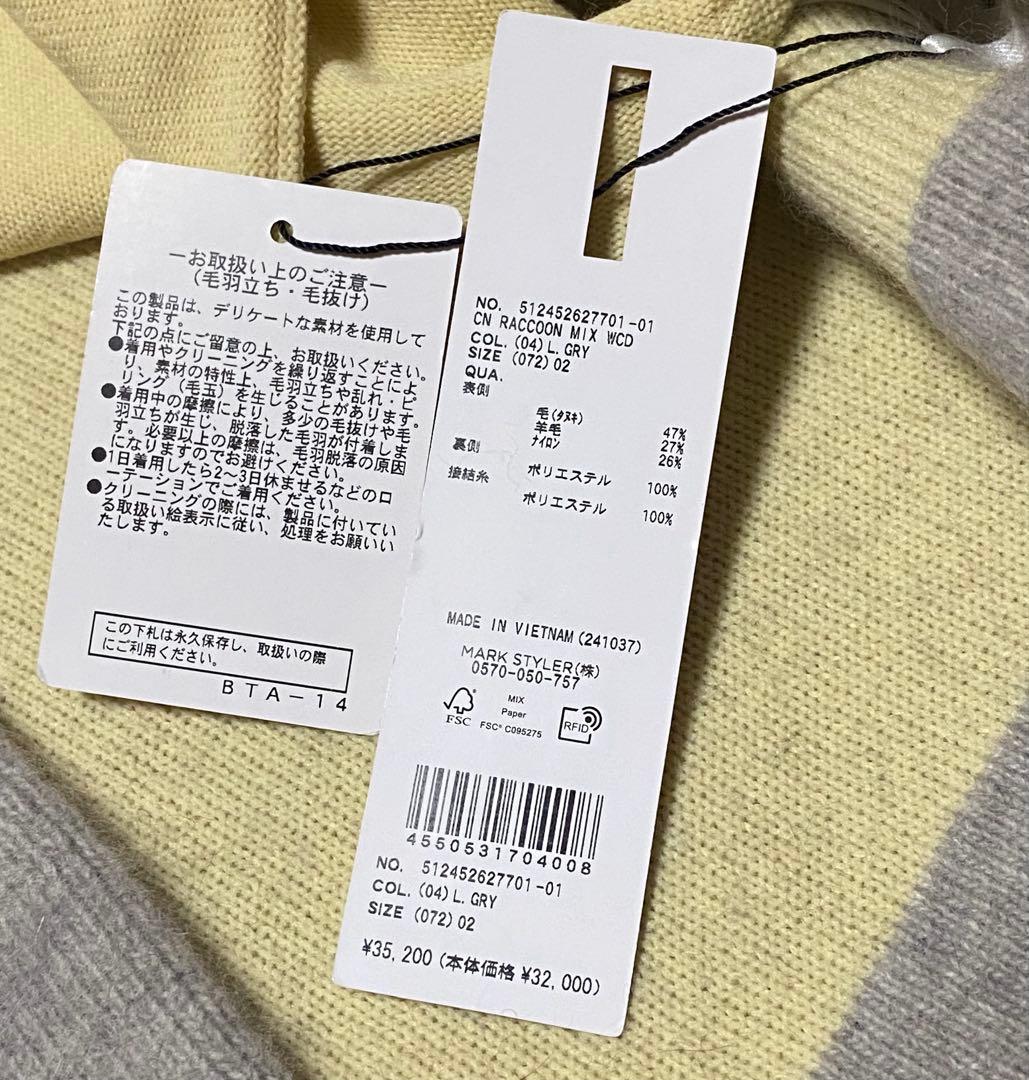 ーお取扱い上のご注意ー
(毛羽立ち・毛抜け)
この製品は、デリケートな素材を使用して
おります。
下記の点にご留意の上、お取扱いください。
●着用やクリーニングを繰り返すことによ
り、素材の特性上、毛羽立ちや乱れ・ピ
リング(毛玉)を生じることがあります。
●着用中の摩擦により、多少の毛抜けや毛
羽立ちが生じ、脱落した毛羽が付着しま
す。必要以上の摩擦は、毛羽脱落の原因
になりますのでお避けください。
●1日着用したら2〜3日休ませるなどのロ
ーテーションでご着用ください。
●クリーニングの際には、製品に付いてい
る取扱い絵表示に従い、処理をお願いい
たします。
この下札は永久保存し、取扱いの際
にご利用ください。
BTA-14
NO. 512452627701-01
CN RACCOON MIX WCD
COL. (04) L. GRY
SIZE (072) 02
QUA.
表側
毛(タヌキ) 47%
羊毛 27%
ナイロン 26%
裏側
ポリエステル 100%
接結糸
ポリエステル 100%
MADE IN VIETNAM (241037)
MARK STYLER(株)
0570-050-757
FSC
MIX
Paper
FSC® C095275
RFID
4550531704008
NO. 512452627701-01
COL. (04) L. GRY
SIZE (072) 02
¥35,200 (本体価格 ¥32,000)